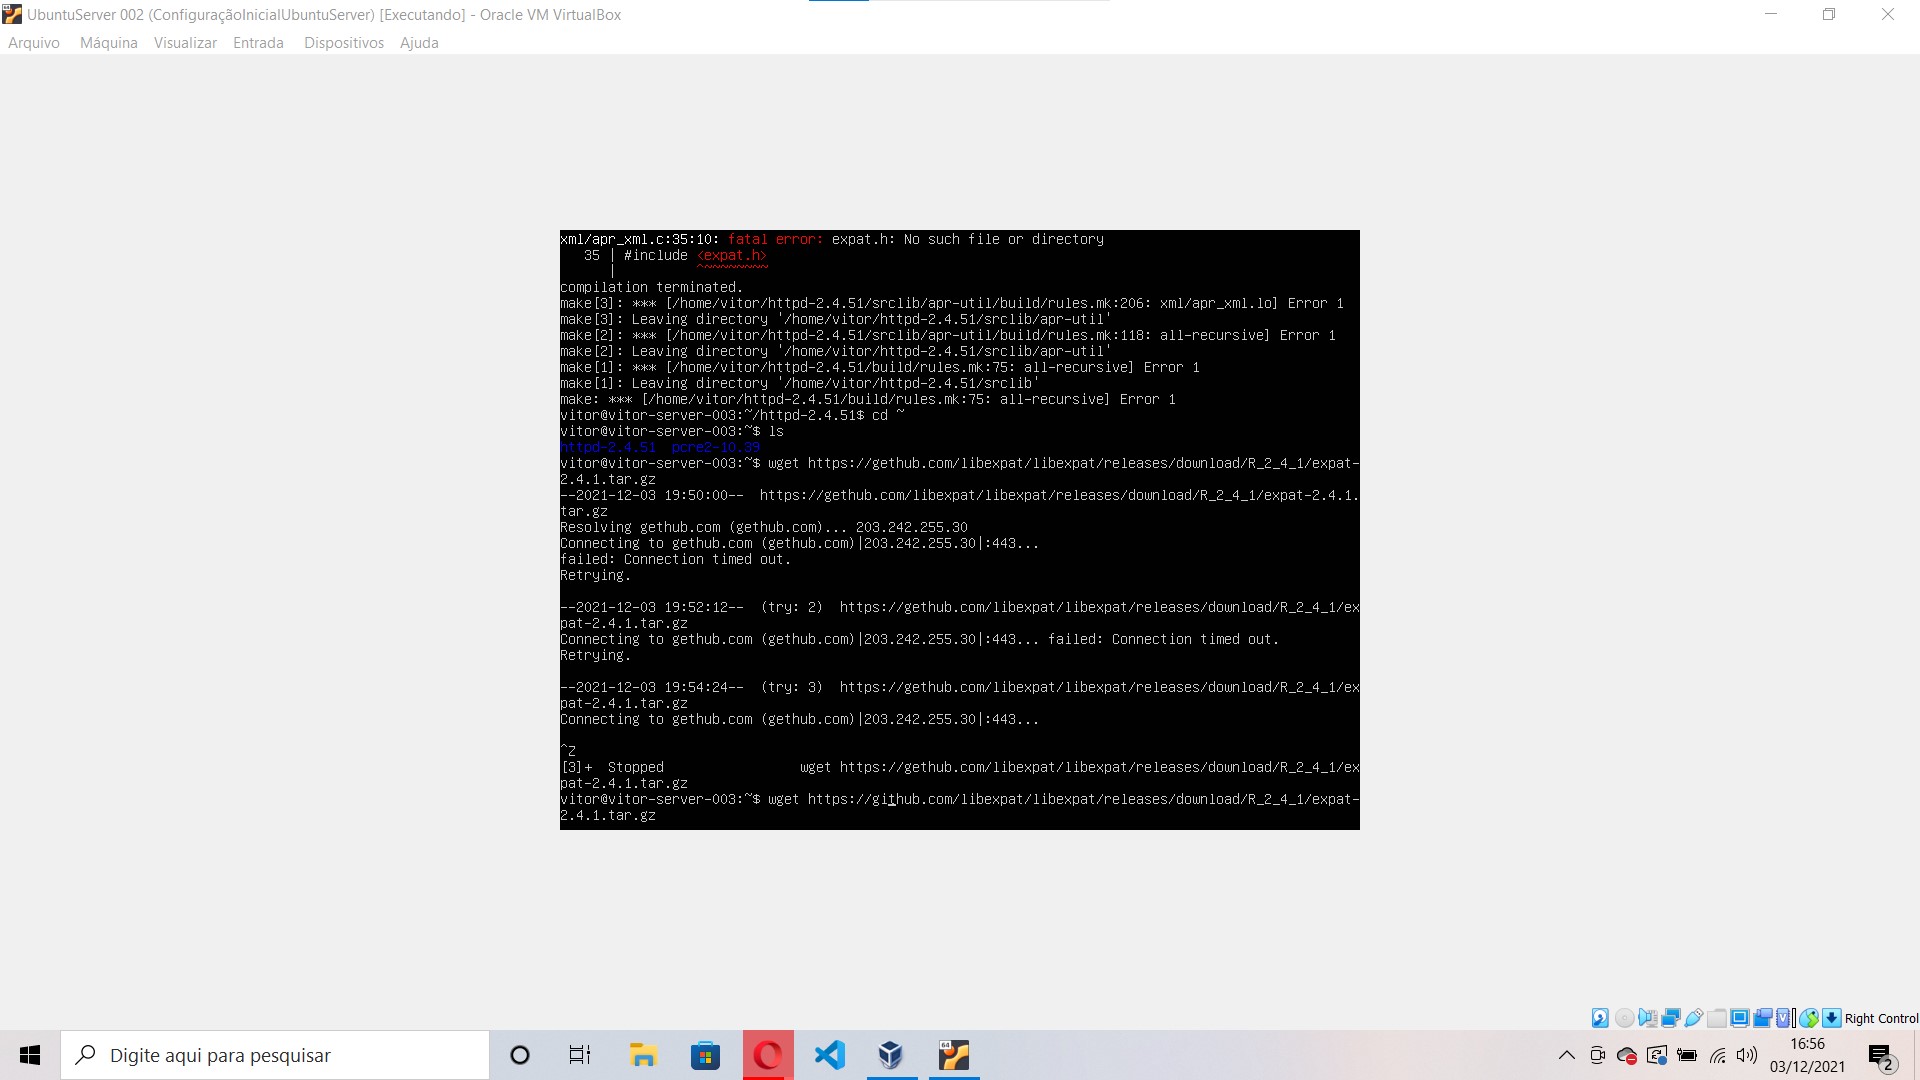 UbuntuServer 002 (ConfiguraçãoInicialUbuntuServer) [Executando] - Oracle VM VirtualBox
Arquivo Máquina Visualizar Entrada Dispositivos Ajuda
xml/apr_xml.c:35:10: fatal error: expat.h: No such file or directory
35 | #include <expat.h>
| ^~~~~~~~~
compilation terminated.
make[3]: *** [/home/vitor/httpd-2.4.51/srclib/apr-util/build/rules.mk:206: xml/apr_xml.lo] Error 1
make[3]: Leaving directory '/home/vitor/httpd-2.4.51/srclib/apr-util'
make[2]: *** [/home/vitor/httpd-2.4.51/srclib/apr-util/build/rules.mk:118: all-recursive] Error 1
make[2]: Leaving directory '/home/vitor/httpd-2.4.51/srclib/apr-util'
make[1]: *** [/home/vitor/httpd-2.4.51/build/rules.mk:75: all-recursive] Error 1
make[1]: Leaving directory '/home/vitor/httpd-2.4.51/srclib'
make: *** [/home/vitor/httpd-2.4.51/build/rules.mk:75: all-recursive] Error 1
vitor@vitor-server-003:~/httpd-2.4.51$ cd ~
vitor@vitor-server-003:~$ ls
httpd-2.4.51 pcre2-10.39
vitor@vitor-server-003:~$ wget https://gethub.com/libexpat/libexpat/releases/download/R_2_4_1/expat-
2.4.1.tar.gz
--2021-12-03 19:50:00-- https://gethub.com/libexpat/libexpat/releases/download/R_2_4_1/expat-2.4.1.
tar.gz
Resolving gethub.com (gethub.com)... 203.242.255.30
Connecting to gethub.com (gethub.com)|203.242.255.30|:443...
failed: Connection timed out.
Retrying.
--2021-12-03 19:52:12-- (try: 2) https://gethub.com/libexpat/libexpat/releases/download/R_2_4_1/ex
pat-2.4.1.tar.gz
Connecting to gethub.com (gethub.com)|203.242.255.30|:443... failed: Connection timed out.
Retrying.
--2021-12-03 19:54:24-- (try: 3) https://gethub.com/libexpat/libexpat/releases/download/R_2_4_1/ex
pat-2.4.1.tar.gz
Connecting to gethub.com (gethub.com)|203.242.255.30|:443...
^Z
[3]+ Stopped wget https://gethub.com/libexpat/libexpat/releases/download/R_2_4_1/ex
pat-2.4.1.tar.gz
vitor@vitor-server-003:~$ wget https://github.com/libexpat/libexpat/releases/download/R_2_4_1/expat-
2.4.1.tar.gz
Right Control
Digite aqui para pesquisar
64
16:56
03/12/2021
2